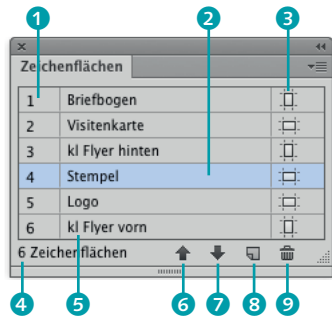 1 2 3
Zeichenflächen
1 Briefbogen
2 Visitenkarte
3 kl Flyer hinten
4 Stempel
5 Logo
6 kl Flyer vorn
6 Zeichenflächen
4 5 6 7 8 9